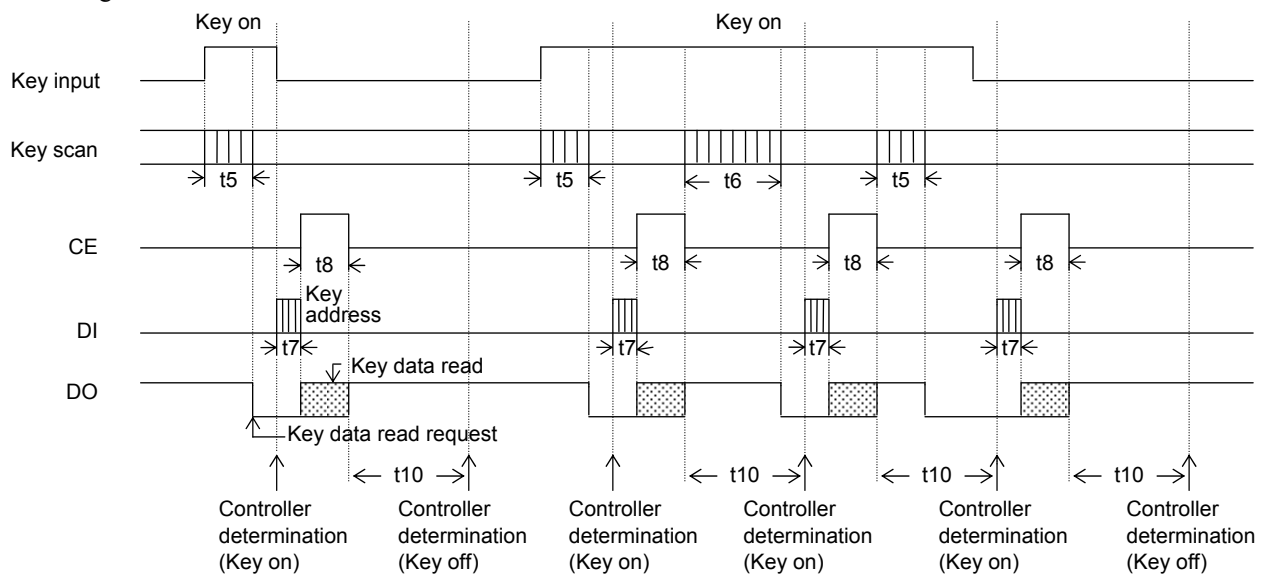 Key on
Key on
Key input
Key scan
t5
t5
t6
t5
CE
t8
t8
t8
t8
Key
address
DI
t7
t7
t7
t7
Key data read
DO
Key data read request
t10
t10
t10
t10
Controller
determination
(Key on)
Controller
determination
(Key off)
Controller
determination
(Key on)
Controller
determination
(Key on)
Controller
determination
(Key on)
Controller
determination
(Key off)